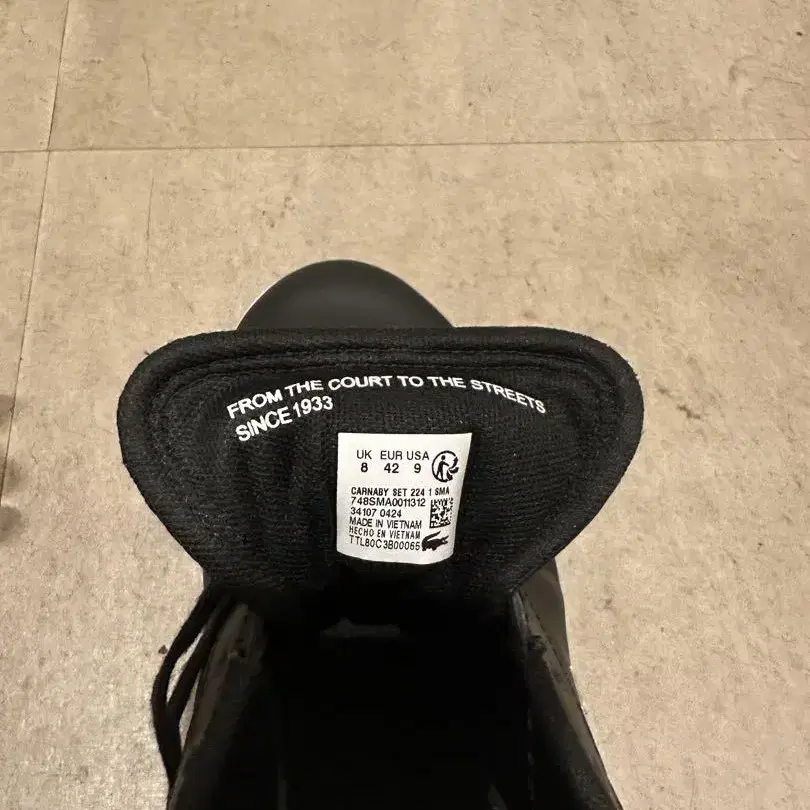 FROM THE COURT TO THE STREETS
SINCE 1933
UK EUR USA
8 42 9
CARNABY SET 224 1 SMA
748SMA0011312
34107 0424
MADE IN VIETNAM
HECHO EN VIETNAM
TTL80C3B00065